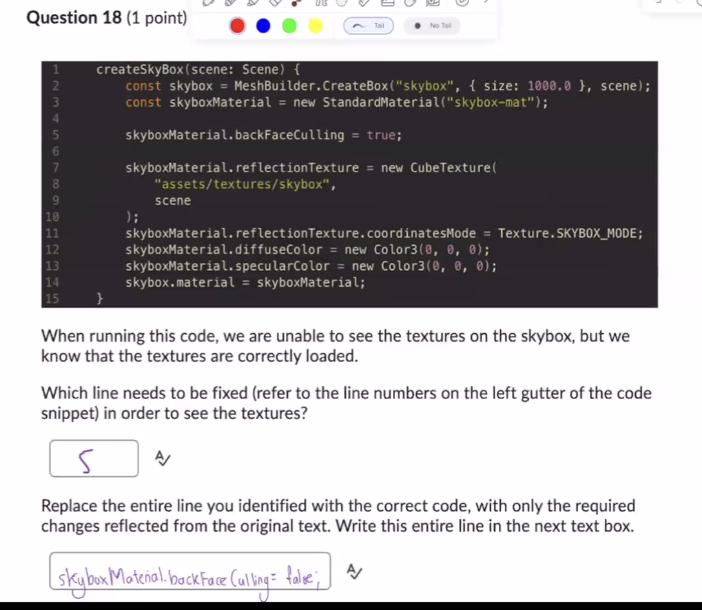 Question 18 (1 point)
Tail
No Tail
1 createSkyBox(scene: Scene) {
2 const skybox = MeshBuilder.CreateBox("skybox", { size: 1000.0 }, scene);
3 const skyboxMaterial = new StandardMaterial("skybox-mat");
4
5 skyboxMaterial.backFaceCulling = true;
6
7 skyboxMaterial.reflectionTexture = new CubeTexture(
8 "assets/textures/skybox",
9 scene
10 );
11 skyboxMaterial.reflectionTexture.coordinatesMode = Texture.SKYBOX_MODE;
12 skyboxMaterial.diffuseColor = new Color3(0, 0, 0);
13 skyboxMaterial.specularColor = new Color3(0, 0, 0);
14 skybox.material = skyboxMaterial;
15 }
When running this code, we are unable to see the textures on the skybox, but we
know that the textures are correctly loaded.
Which line needs to be fixed (refer to the line numbers on the left gutter of the code
snippet) in order to see the textures?
5
Replace the entire line you identified with the correct code, with only the required
changes reflected from the original text. Write this entire line in the next text box.
skyboxMaterial.backFaceCulling = false;